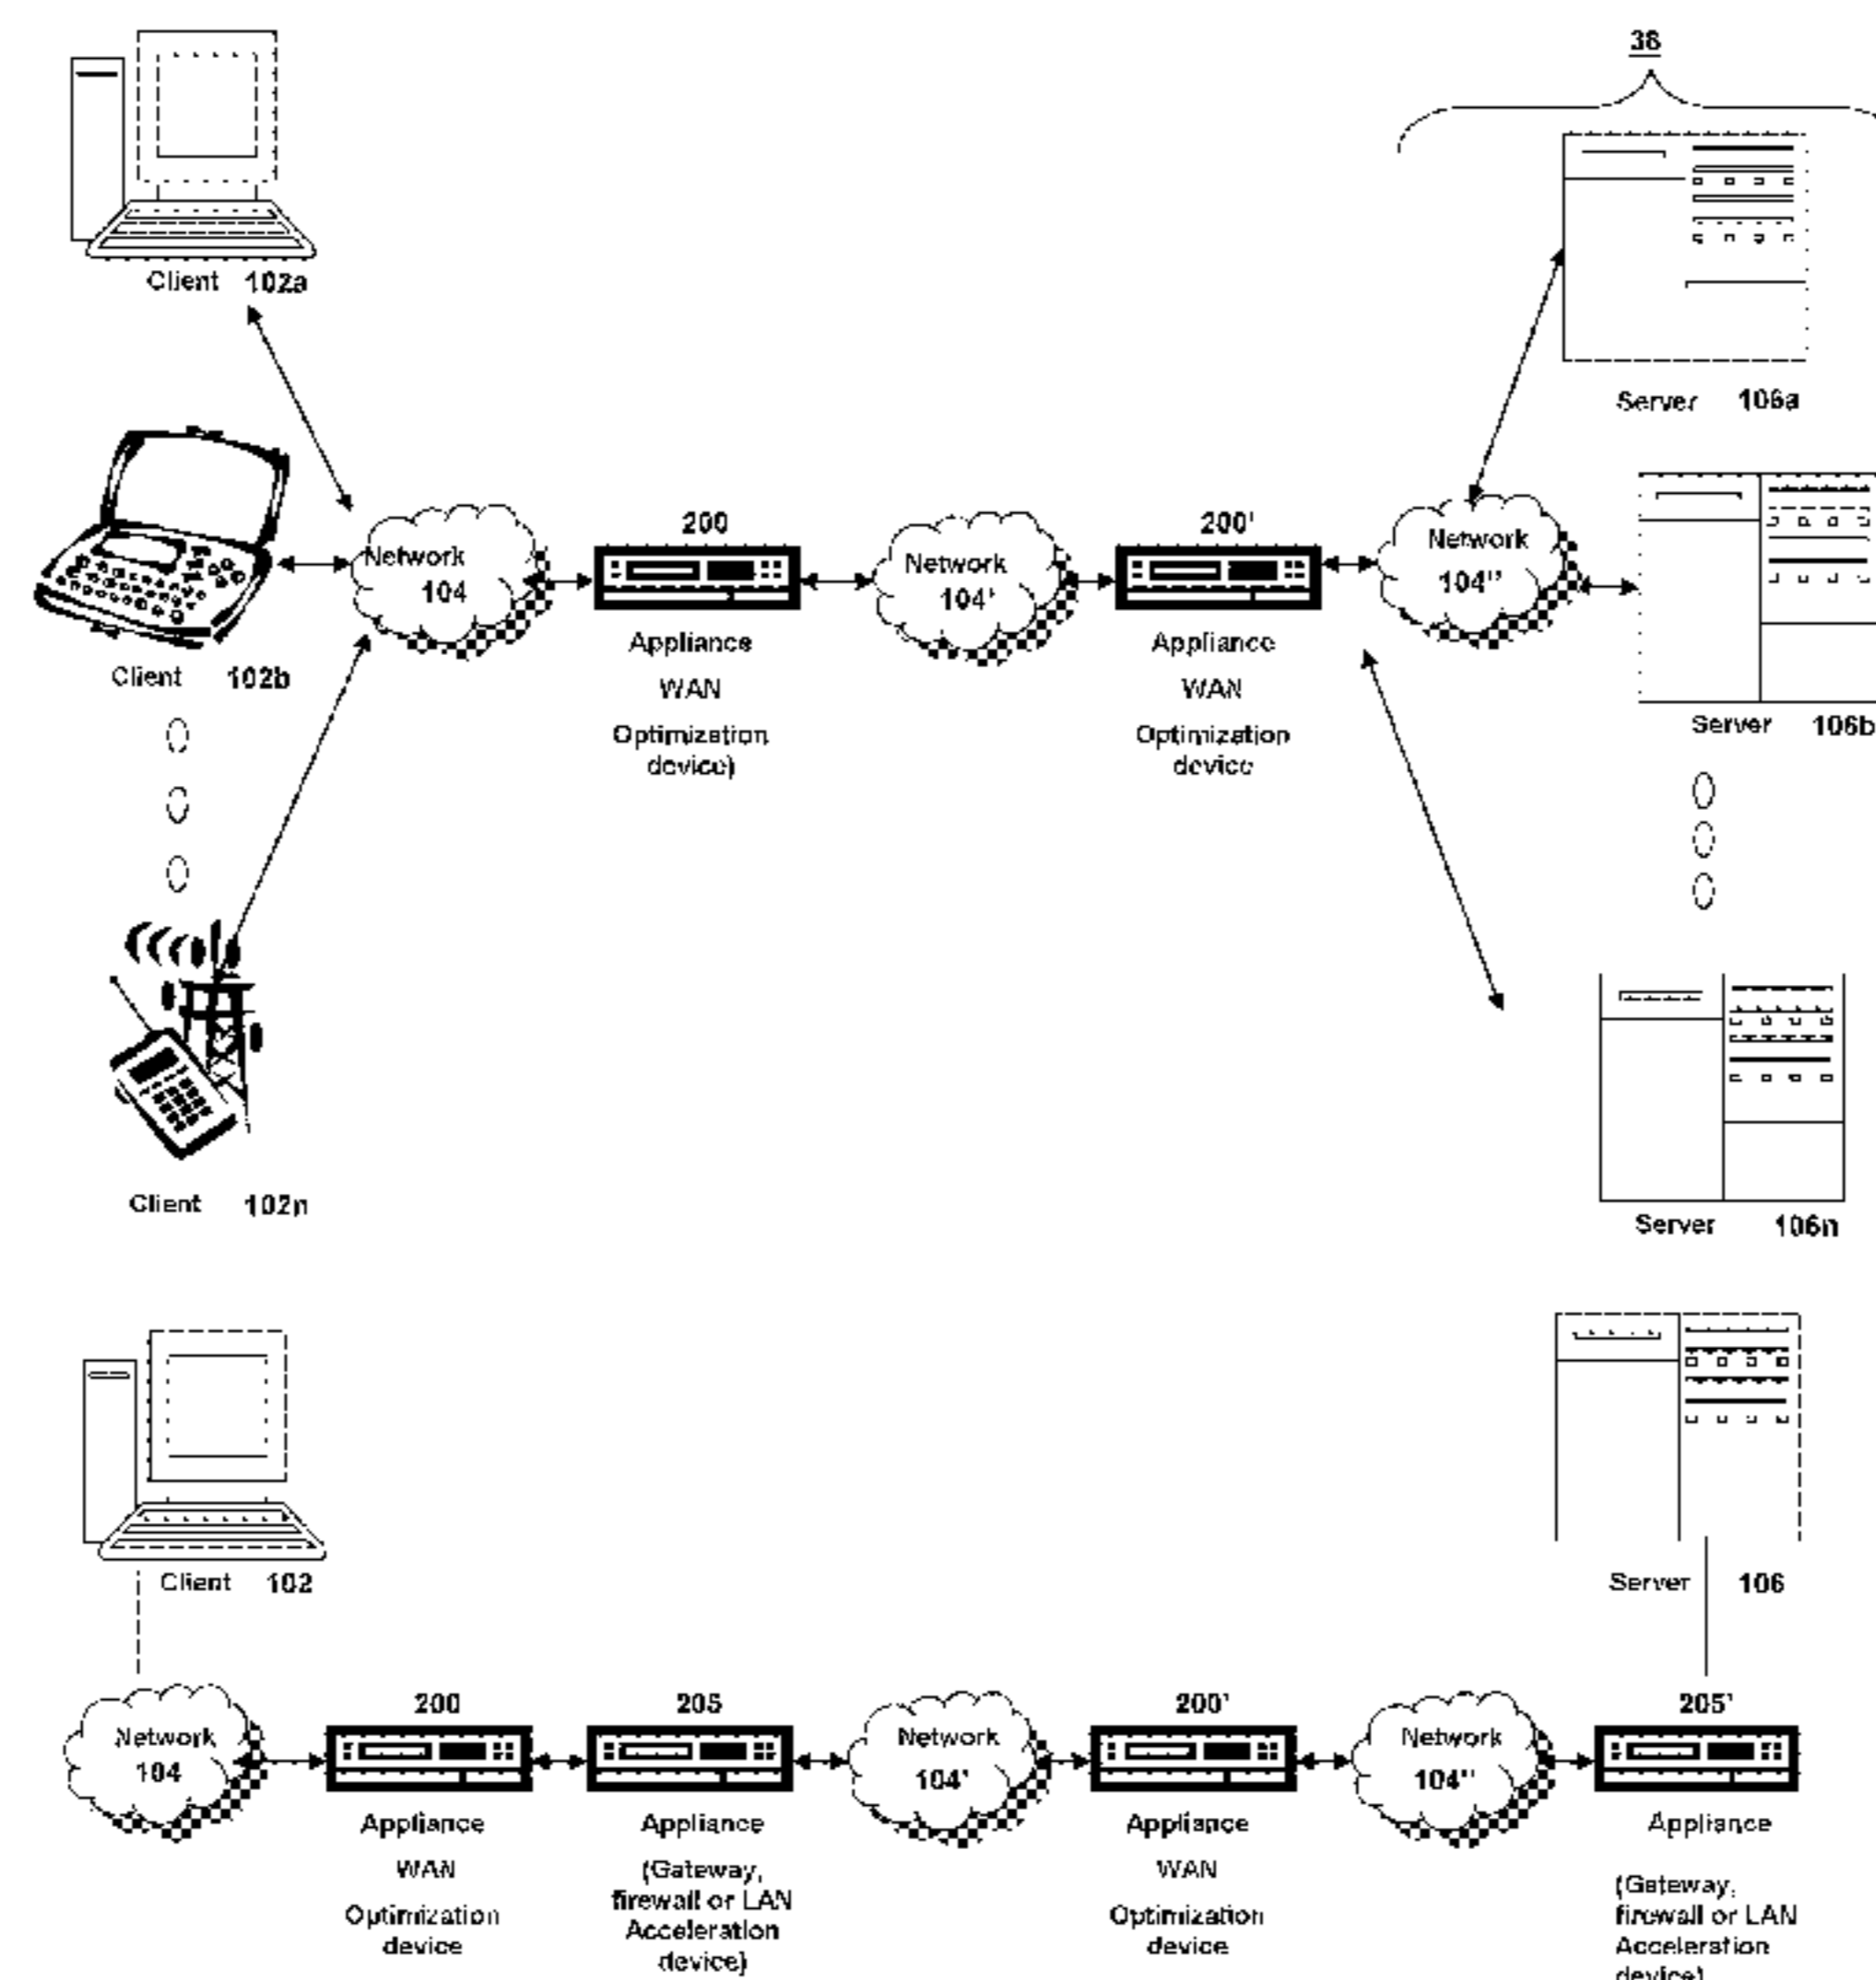 38
Client 102a
Server 106a
200
200'
Network
104
Network
104'
Network
104''
Appliance
WAN
Optimization
device)
Appliance
WAN
Optimization
device
Client 102b
Server 106b
Client 102n
Server 106n
Client 102
Server 106
200
205
200'
205'
Network
104
Network
104'
Network
104''
Appliance
WAN
Optimization
device
Appliance
(Gateway,
firewall or LAN
Acceleration
device)
Appliance
WAN
Optimization
device
Appliance
(Gateway,
firewall or LAN
Acceleration
device)